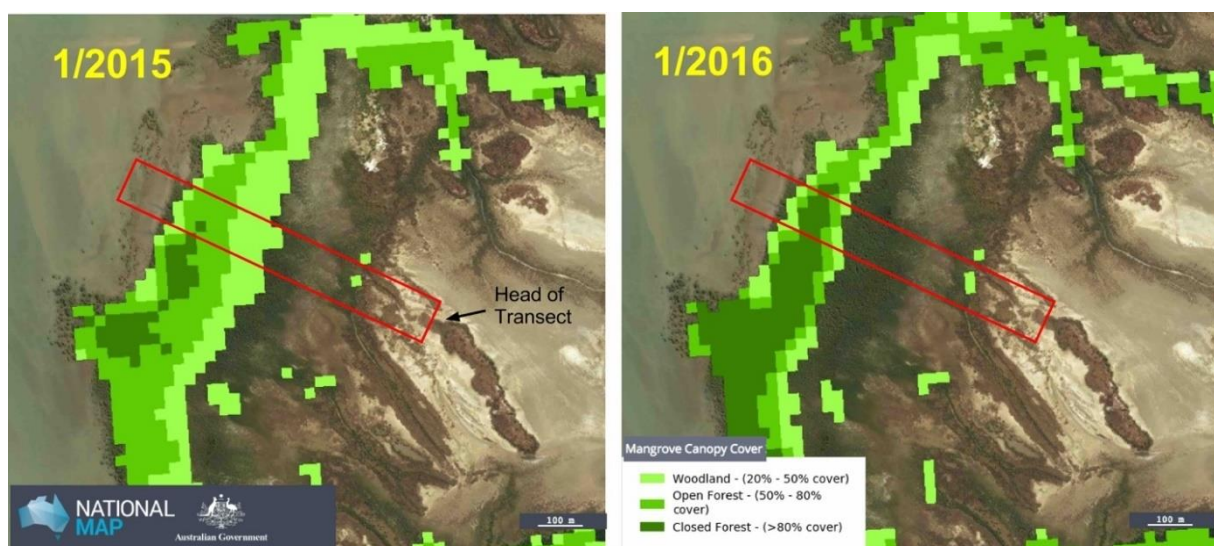 1/2015
Head of
Transect
NATIONAL
MAP
Australian Government
100 m
1/2016
Mangrove Canopy Cover
Woodland - (20% - 50% cover)
Open Forest - (50% - 80%
cover)
Closed Forest - (>80% cover)
100 m